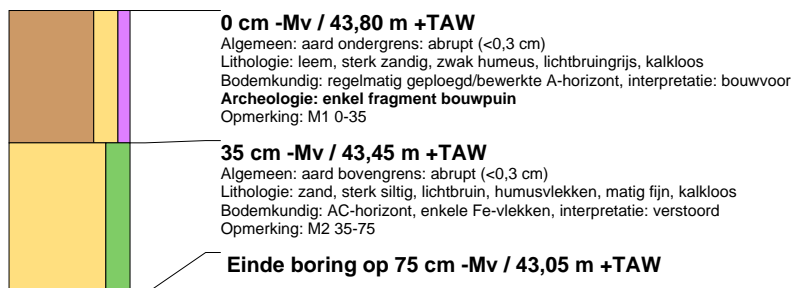 0 cm -Mv / 43,80 m +TAW
Algemeen: aard ondergrens: abrupt (<0,3 cm)
Lithologie: leem, sterk zandig, zwak humeus, lichtbruingrijs, kalkloos
Bodemkundig: regelmatig geploegd/bewerkte A-horizont, interpretatie: bouwvoor
Archeologie: enkel fragment bouwpuin
Opmerking: M1 0-35
35 cm -Mv / 43,45 m +TAW
Algemeen: aard bovengrens: abrupt (<0,3 cm)
Lithologie: zand, sterk siltig, lichtbruin, humusvlekken, matig fijn, kalkloos
Bodemkundig: AC-horizont, enkele Fe-vlekken, interpretatie: verstoord
Opmerking: M2 35-75
Einde boring op 75 cm -Mv / 43,05 m +TAW